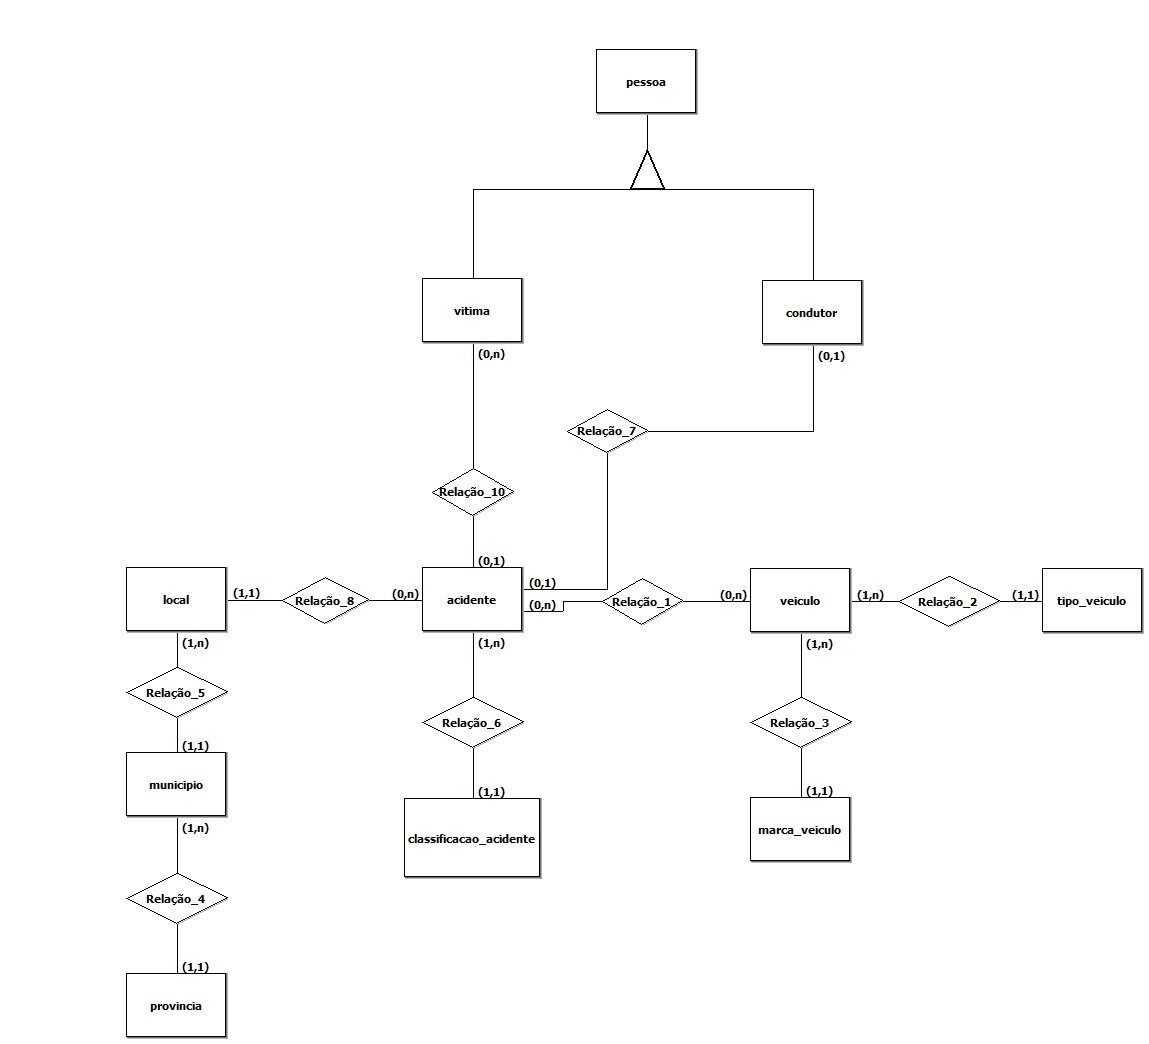 pessoa
vitima
condutor
(0,n)
(0,1)
Relação_7
Relação_10
(0,1)
(0,1)
(0,n)
local
(1,1)
Relação_8
(0,n)
acidente
Relação_1
(0,n)
veiculo
(1,n)
Relação_2
(1,1)
tipo_veiculo
(1,n)
(1,n)
(1,n)
Relação_5
Relação_6
Relação_3
(1,1)
municipio
(1,1)
(1,1)
(1,n)
classificacao_acidente
marca_veiculo
Relação_4
(1,1)
provincia